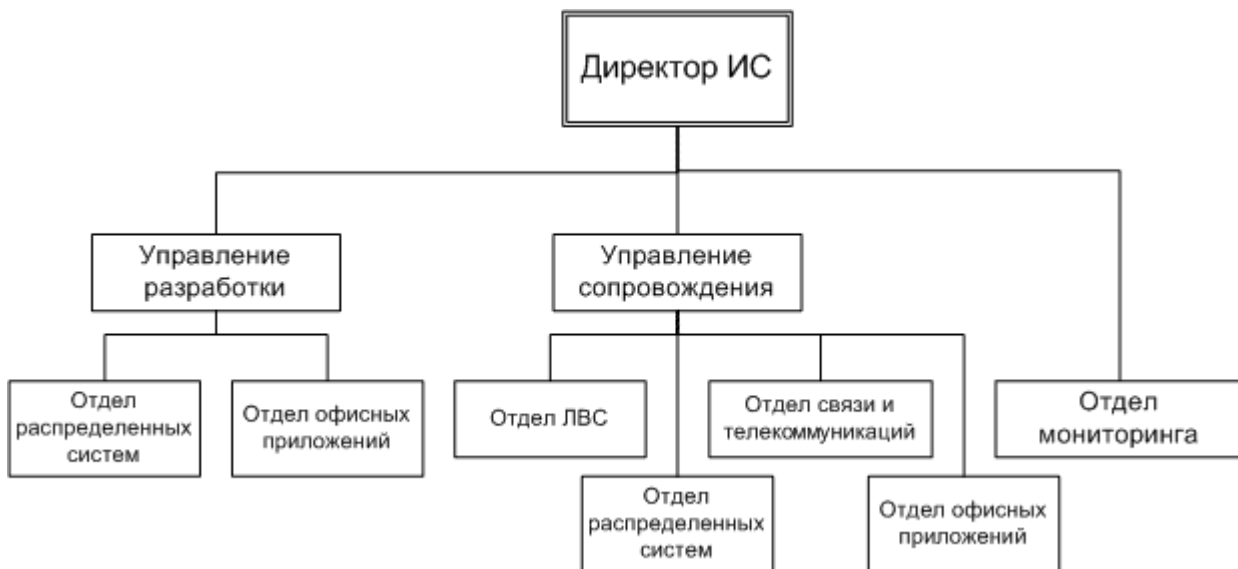 Директор ИС
Управление
разработки
Управление
сопровождения
Отдел
распределенных
систем
Отдел офисных
приложений
Отдел ЛВС
Отдел связи и
телекоммуникаций
Отдел
мониторинга
Отдел
распределенных
систем
Отдел офисных
приложений